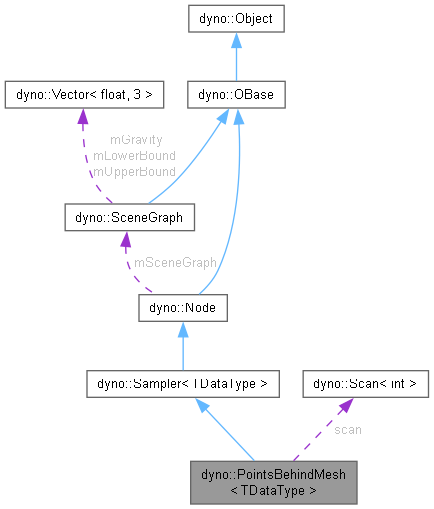 dyno::Object
dyno::Vector< float, 3 >
dyno::OBase
mGravity
mLowerBound
mUpperBound
dyno::SceneGraph
mSceneGraph
dyno::Node
dyno::Sampler< TDataType >
dyno::Scan< int >
scan
dyno::PointsBehindMesh
< TDataType >